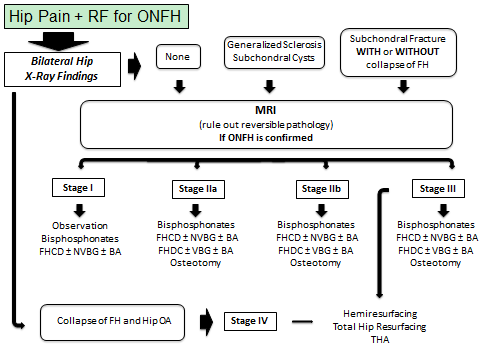 Hip Pain + RF for ONFH
Bilateral Hip
X-Ray Findings
None
Generalized Sclerosis
Subchondral Cysts
Subchondral Fracture
WITH or WITHOUT
collapse of FH
MRI
(rule out reversible pathology)
If ONFH is confirmed
Stage I
Stage IIa
Stage IIb
Stage III
Observation
Bisphosphonates
FHCD ± NVBG ± BA
Bisphosphonates
FHCD ± NVBG ± BA
FHDC ± VBG ± BA
Osteotomy
Bisphosphonates
FHCD ± NVBG ± BA
FHDC ± VBG ± BA
Osteotomy
Bisphosphonates
FHCD ± NVBG ± BA
FHDC ± VBG ± BA
Osteotomy
Collapse of FH and Hip OA
Stage IV
Hemiresurfacing
Total Hip Resurfacing
THA